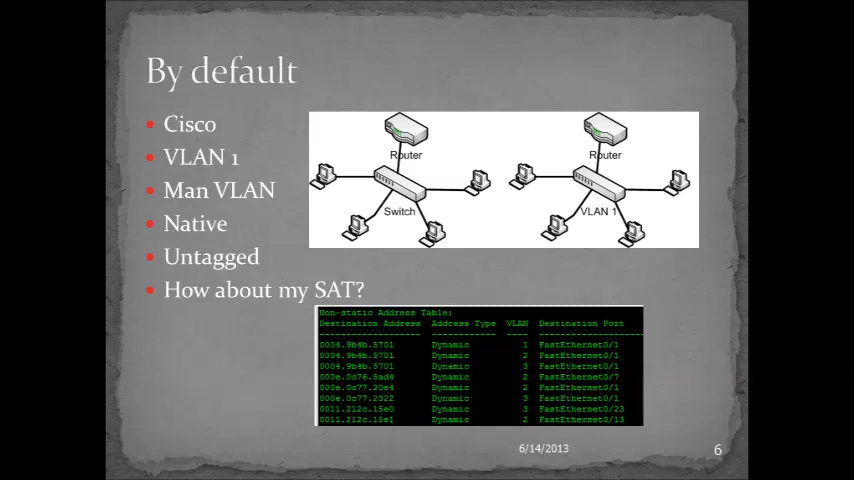 By default
Cisco
VLAN 1
Man VLAN
Native
Untagged
How about my SAT?
Router
Switch
Router
VLAN 1
Non-static Address Table:
Destination Address Address Type VLAN Destination Port
------------------- ------------ ---- --------------------
0004.9b4b.5701 Dynamic 1 FastEthernet0/1
0004.9b4b.5701 Dynamic 2 FastEthernet0/1
0004.9b4b.5701 Dynamic 3 FastEthernet0/1
000e.0c76.5ad4 Dynamic 2 FastEthernet0/7
000e.0c77.20e4 Dynamic 2 FastEthernet0/1
000e.0c77.2322 Dynamic 3 FastEthernet0/1
0011.212c.15e0 Dynamic 3 FastEthernet0/23
0011.212c.15e1 Dynamic 2 FastEthernet0/13
6/14/2013
6